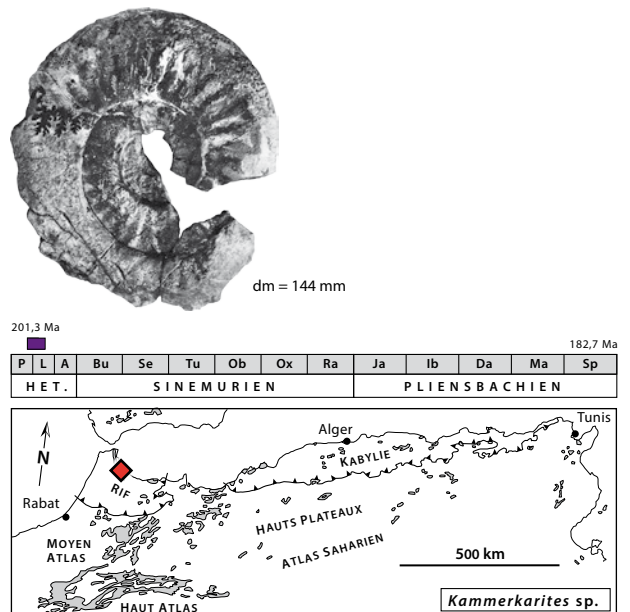 dm = 144 mm
201,3 Ma
182,7 Ma
P L A Bu Se Tu Ob Ox Ra Ja Ib Da Ma Sp
HET. SINEMURIEN PLIENSBACHIEN
Tunis
Alger
N
KABYLIE
RIF
Rabat
HAUTS PLATEAUX
MOYEN
ATLAS
ATLAS SAHARIEN
500 km
HAUT ATLAS
Kammerkarites sp.